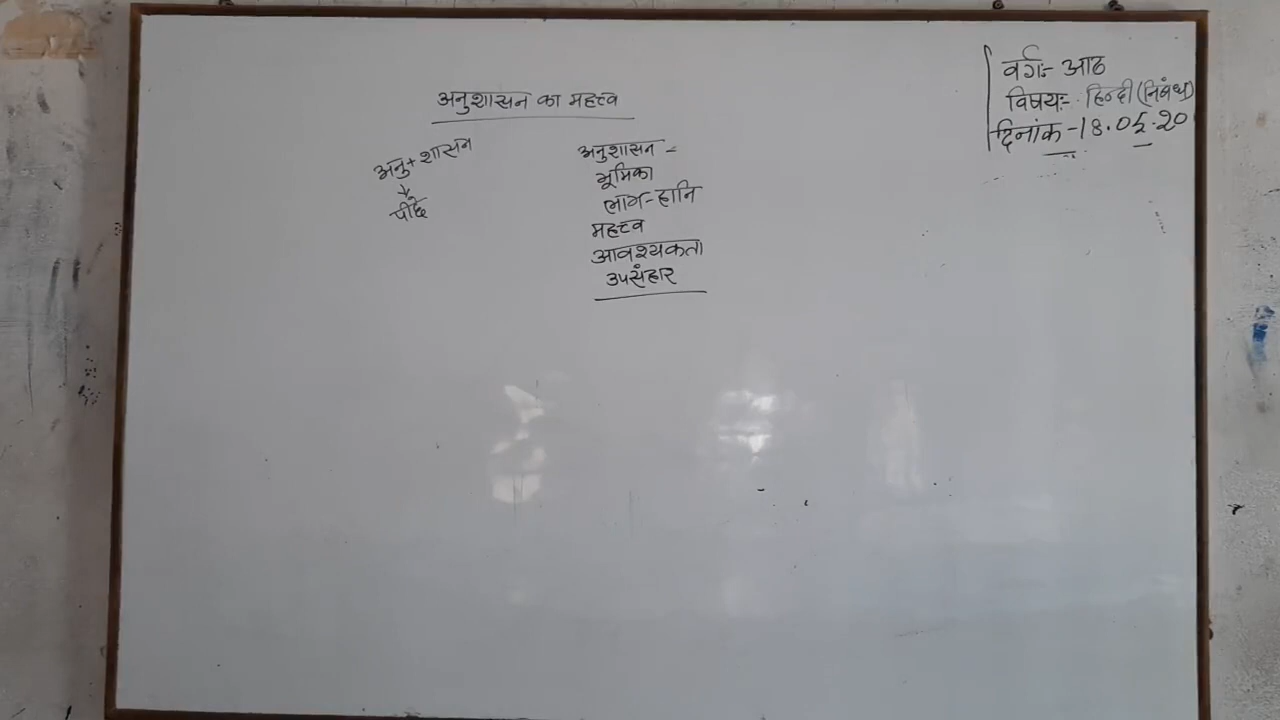 वर्ग:- आठ
विषय:- हिन्दी (निबंध)
दिनांक -18.05.20
अनुशासन का महत्त्व
अनु + शासन
पीछे
अनुशासन -
भूमिका
लाभ-हानि
महत्त्व
आवश्यकता
उपसंहार